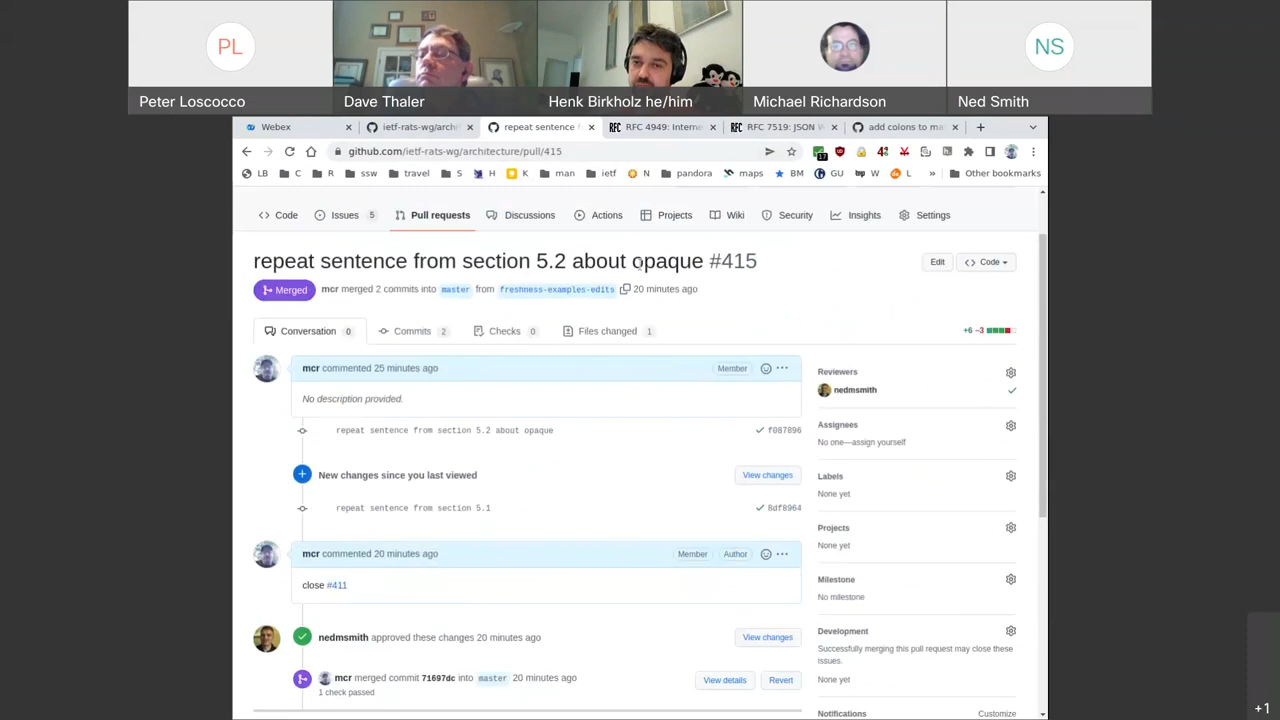 PL
NS
Peter Loscocco
Dave Thaler
Henk Birkholz he/him
Michael Richardson
Ned Smith
Webex
ietf-rats-wg/archi
repeat sentence f
RFC 4949: Interne
RFC 7519: JSON W
add colons to ma
github.com/ietf-rats-wg/architecture/pull/415
17
LB C R ssw travel S H K man ietf N pandora maps BM GU W L » Other bookmarks
Code Issues 5 Pull requests Discussions Actions Projects Wiki Security Insights Settings
repeat sentence from section 5.2 about opaque #415
Edit
Code
Merged mcr merged 2 commits into master from freshness-examples-edits 20 minutes ago
Conversation 0 Commits 2 Checks 0 Files changed 1
+6 −3
mcr commented 25 minutes ago
Member
No description provided.
repeat sentence from section 5.2 about opaque f087896
New changes since you last viewed View changes
repeat sentence from section 5.1 8df8964
mcr commented 20 minutes ago
Member Author
close #411
nedmsmith approved these changes 20 minutes ago View changes
mcr merged commit 71697dc into master 20 minutes ago View details Revert
1 check passed
Reviewers
nedmsmith
Assignees
No one—assign yourself
Labels
None yet
Projects
None yet
Milestone
No milestone
Development
Successfully merging this pull request may close these
issues.
None yet
Notifications Customize
+1